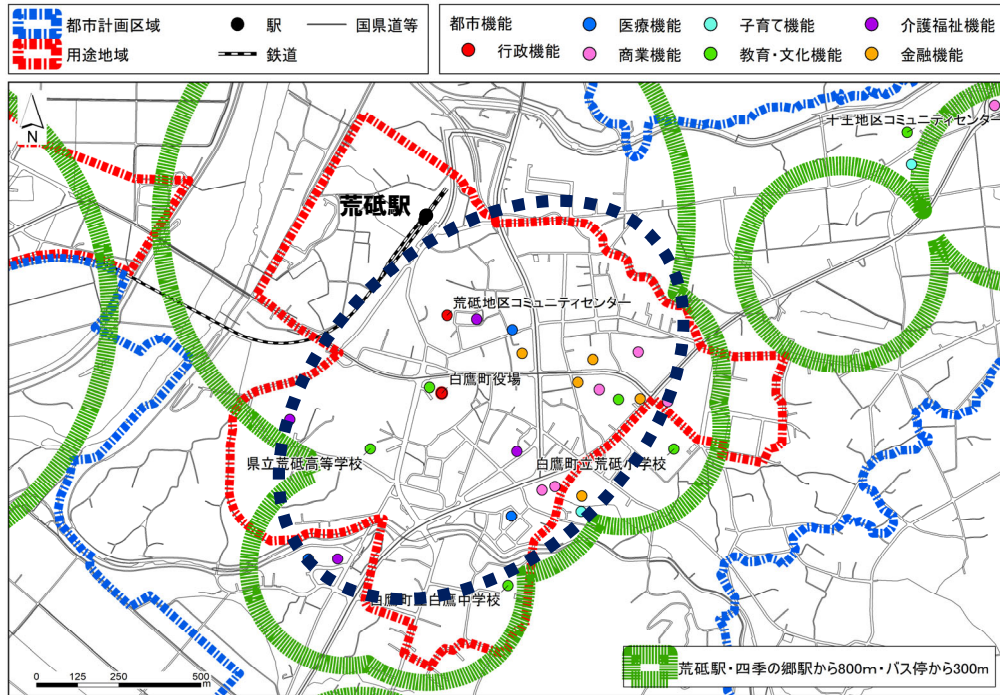 都市計画区域
駅
国県道等
用途地域
鉄道
都市機能
行政機能
医療機能
子育て機能
介護福祉機能
商業機能
教育・文化機能
金融機能
N
十王地区コミュニティセンター
荒砥駅
荒砥地区コミュニティセンター
白鷹町役場
県立荒砥高等学校
白鷹町立荒砥小学校
白鷹町立白鷹中学校
0 125 250 500
m
荒砥駅・四季の郷駅から800m・バス停から300m